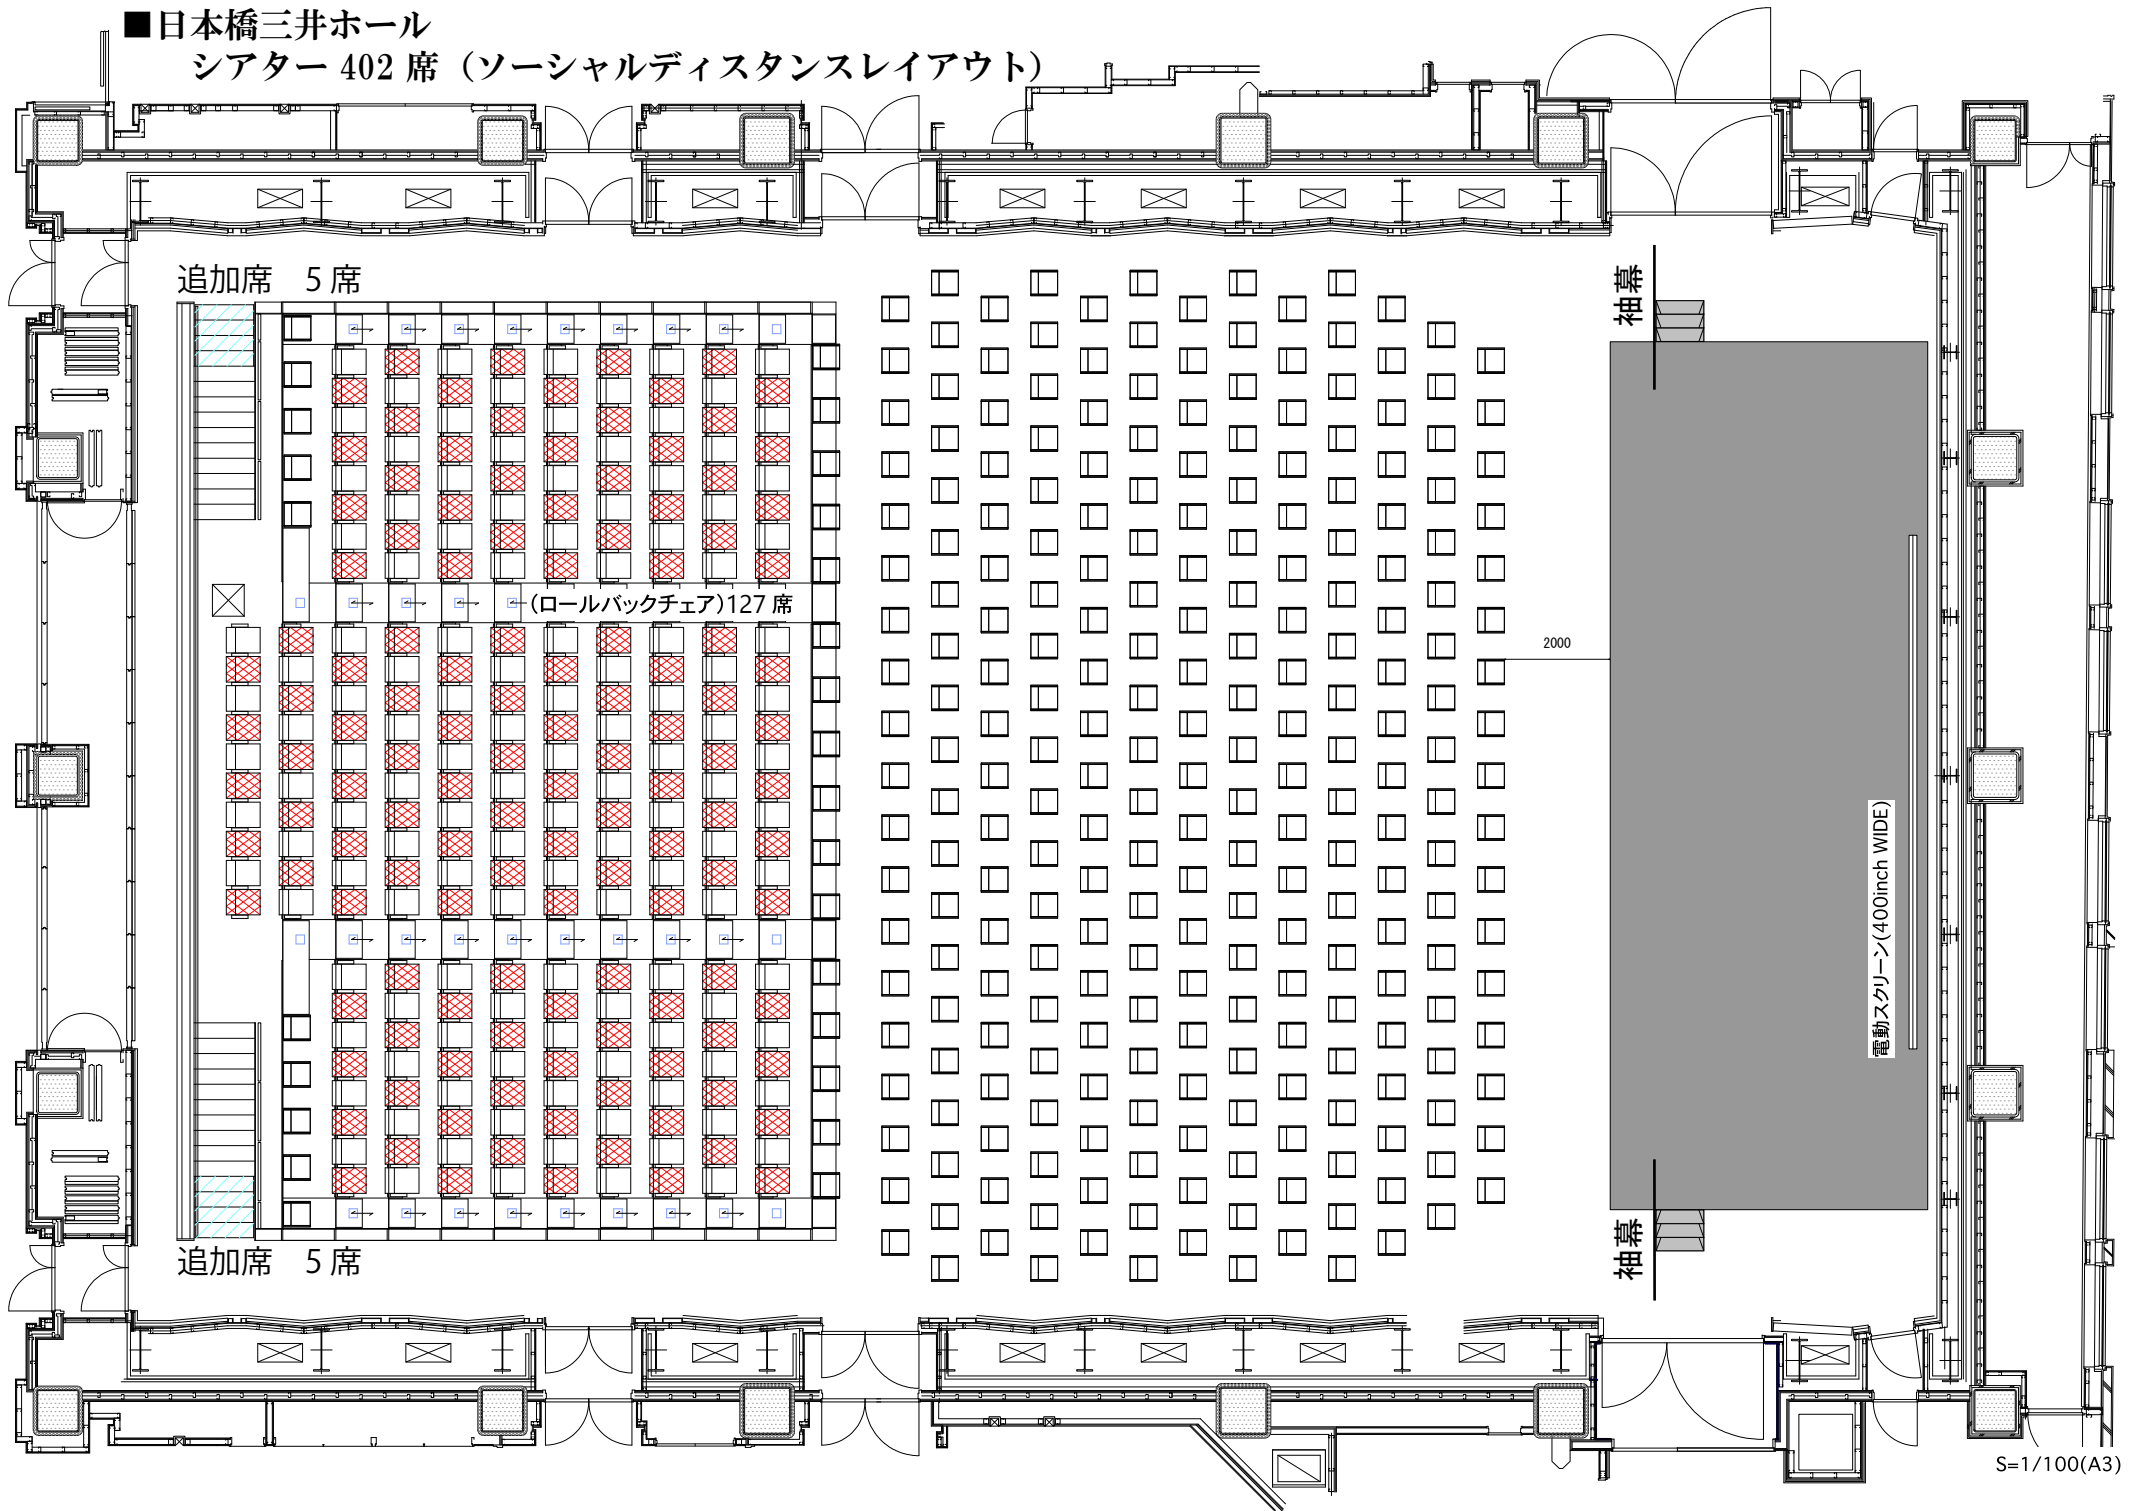 ■日本橋三井ホール
シアター 402 席（ソーシャルディスタンスレイアウト）
追加席　5 席
袖幕
(ロールバックチェア)127 席
2000
電動スクリーン(400inch WIDE)
袖幕
追加席　5 席
S=1/100(A3)